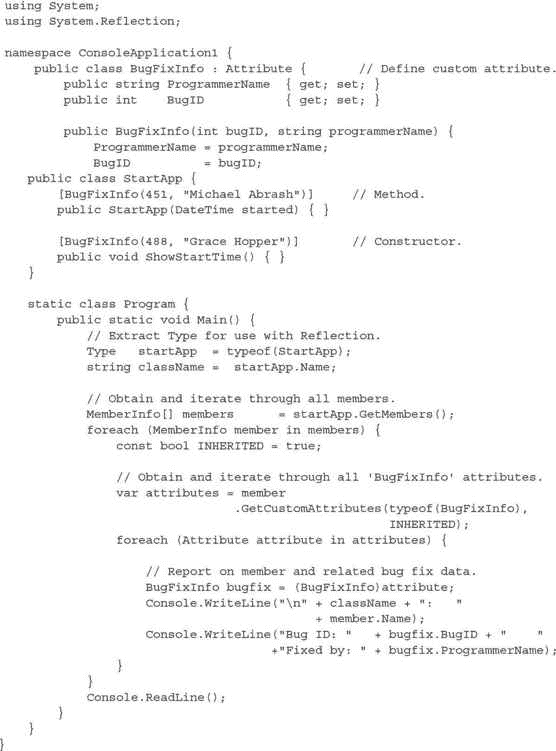 using System;
using System.Reflection;

namespace ConsoleApplication1 {
    public class BugFixInfo : Attribute {       // Define custom attribute.
        public string ProgrammerName  { get; set; }
        public int    BugID           { get; set; }

        public BugFixInfo(int bugID, string programmerName) {
            ProgrammerName = programmerName;
            BugID          = bugID;
    public class StartApp {
        [BugFixInfo(451, "Michael Abrash")]     // Method.
        public StartApp(DateTime started) { }

        [BugFixInfo(488, "Grace Hopper")]       // Constructor.
        public void ShowStartTime() { }
    }

    static class Program {
        public static void Main() {
            // Extract Type for use with Reflection.
            Type   startApp  = typeof(StartApp);
            string className =  startApp.Name;

            // Obtain and iterate through all members.
            MemberInfo[] members      = startApp.GetMembers();
            foreach (MemberInfo member in members) {
                const bool INHERITED = true;

                // Obtain and iterate through all 'BugFixInfo' attributes.
                var attributes = member
                                .GetCustomAttributes(typeof(BugFixInfo),
                                                     INHERITED);
                foreach (Attribute attribute in attributes) {

                    // Report on member and related bug fix data.
                    BugFixInfo bugfix = (BugFixInfo)attribute;
                    Console.WriteLine("\n" + className + ":   "
                                           + member.Name);
                    Console.WriteLine("Bug ID: "   + bugfix.BugID + "    "
                                     +"Fixed by: " + bugfix.ProgrammerName);
                }
            }
            Console.ReadLine();
        }
    }
}